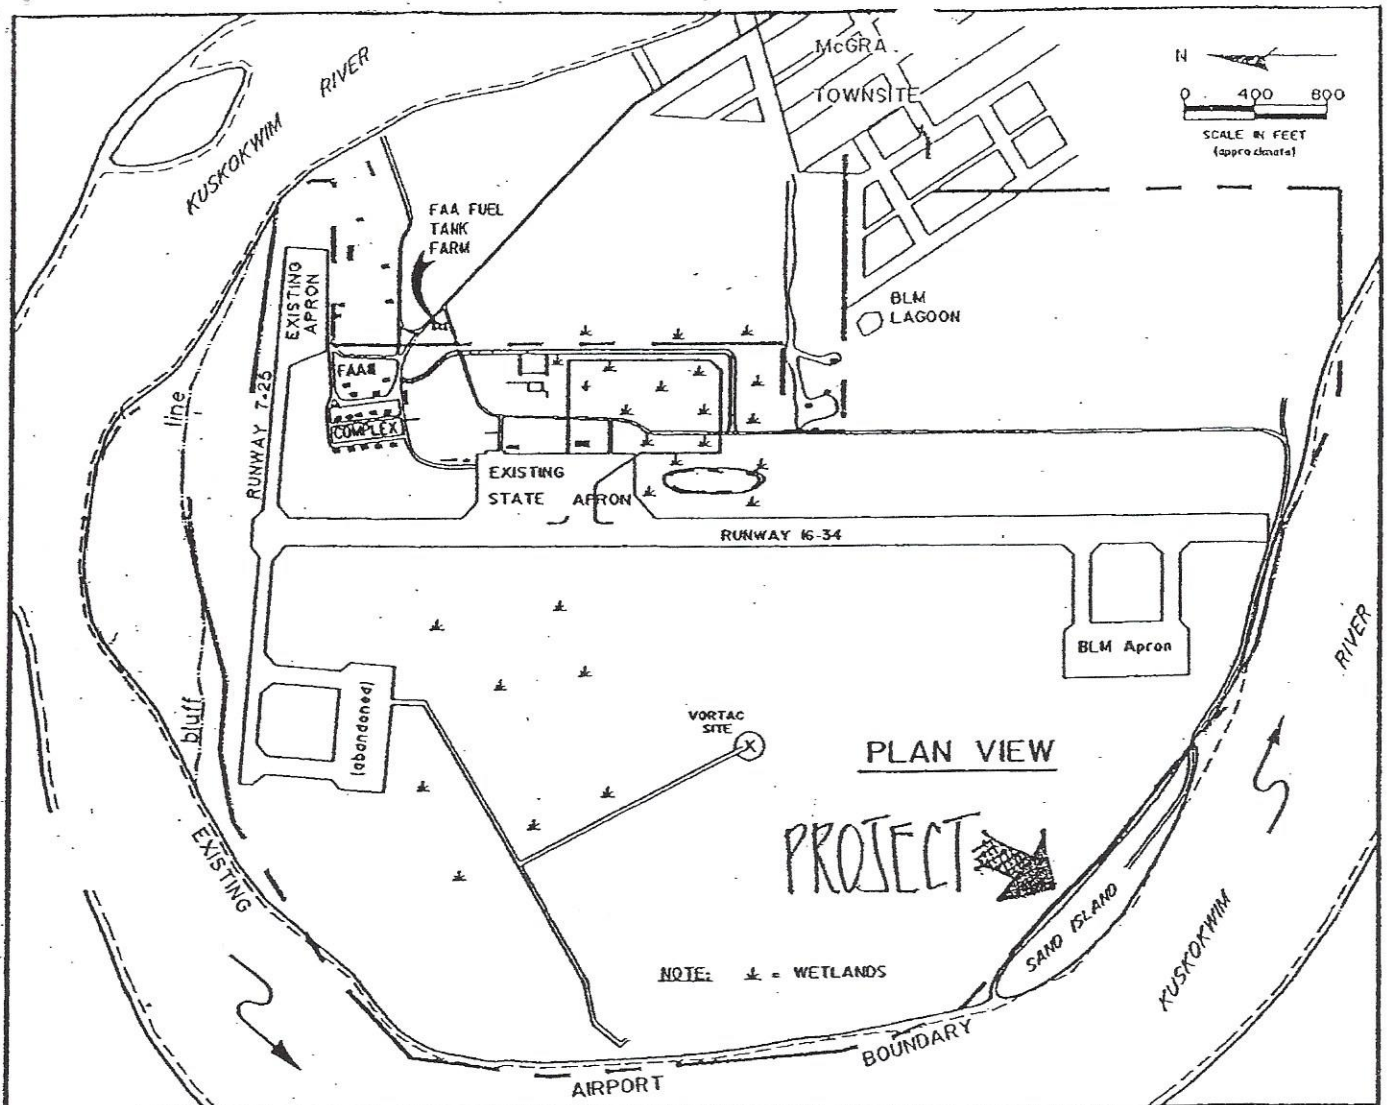 KUSKOKWIM RIVER
McGRA
TOWNSITE
N
0 400 800
SCALE IN FEET
(approximate)
FAA FUEL
TANK
FARM
EXISTING
APRON
BLM
LAGOON
FAA
COMPLEX
RUNWAY 7-25
line
bluff
EXISTING
STATE APRON
RUNWAY 16-34
BLM Apron
RIVER
(abandoned)
VORTAC
SITE
X
PLAN VIEW
PROJECT
SAND ISLAND
KUSKOKWIM
EXISTING
NOTE: = WETLANDS
AIRPORT
BOUNDARY